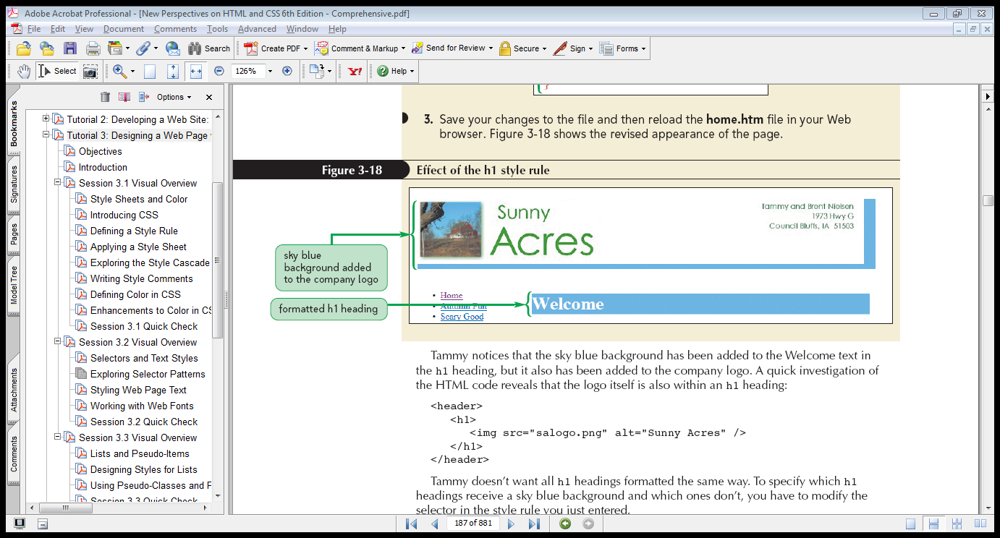 Adobe Acrobat Professional - [New Perspectives on HTML and CSS 6th Edition - Comprehensive.pdf]
File Edit View Document Comments Tools Advanced Window Help
Search Create PDF Comment & Markup Send for Review Secure Sign Forms
Select 126% Y! Help
Options
Bookmarks
Signatures
Pages
Model Tree
Attachments
Comments
Tutorial 2: Developing a Web Site:
Tutorial 3: Designing a Web Page
Objectives
Introduction
Session 3.1 Visual Overview
Style Sheets and Color
Introducing CSS
Defining a Style Rule
Applying a Style Sheet
Exploring the Style Cascade
Writing Style Comments
Defining Color in CSS
Enhancements to Color in CS
Session 3.1 Quick Check
Session 3.2 Visual Overview
Selectors and Text Styles
Exploring Selector Patterns
Styling Web Page Text
Working with Web Fonts
Session 3.2 Quick Check
Session 3.3 Visual Overview
Lists and Pseudo-Items
Designing Styles for Lists
Using Pseudo-Classes and P
Session 3.3 Quick Check
}
3. Save your changes to the file and then reload the home.htm file in your Web
browser. Figure 3-18 shows the revised appearance of the page.
Figure 3-18 Effect of the h1 style rule
Sunny
Acres
Tammy and Brent Nielsen
1973 Hwy G
Council Bluffs, IA 51503
sky blue
background added
to the company logo
formatted h1 heading
• Home
• Autumn Fun
• Scary Good
Welcome
Tammy notices that the sky blue background has been added to the Welcome text in
the h1 heading, but it also has been added to the company logo. A quick investigation of
the HTML code reveals that the logo itself is also within an h1 heading:
<header>
<h1>
<img src="salogo.png" alt="Sunny Acres" />
</h1>
</header>
Tammy doesn't want all h1 headings formatted the same way. To specify which h1
headings receive a sky blue background and which ones don't, you have to modify the
selector in the style rule you just entered.
187 of 881